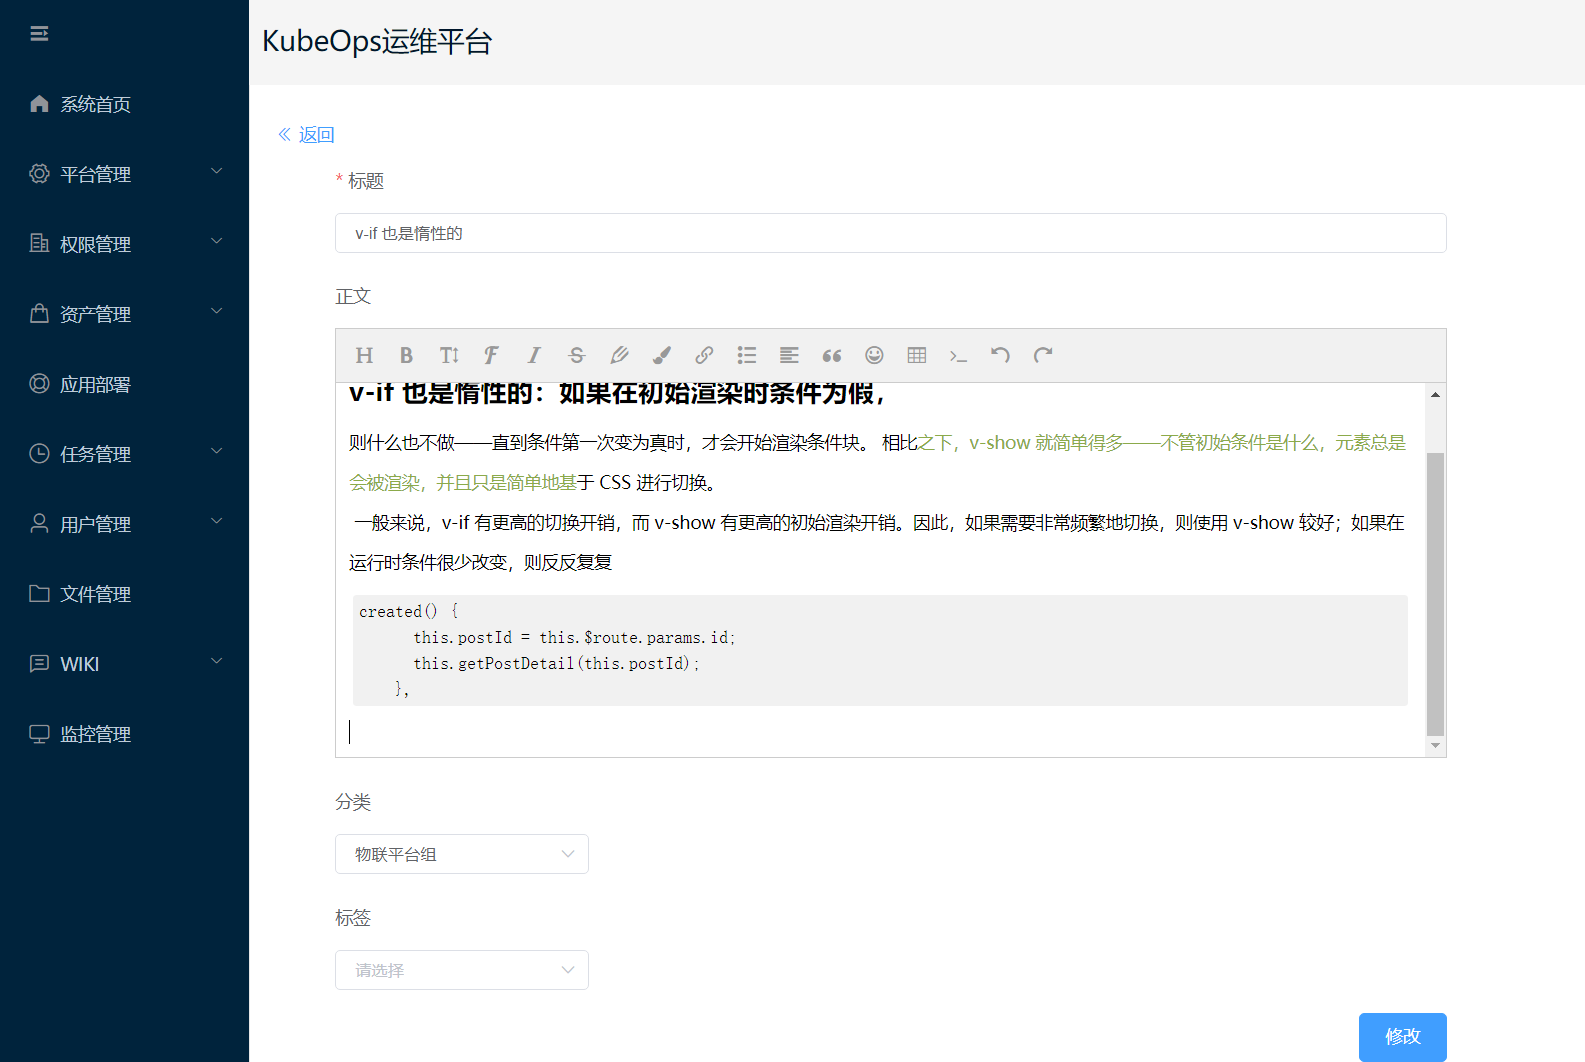 KubeOps运维平台
系统首页
平台管理
权限管理
资产管理
应用部署
任务管理
用户管理
文件管理
WIKI
监控管理
返回
* 标题
v-if 也是惰性的
正文
v-if 也是惰性的：如果在初始渲染时条件为假，
则什么也不做——直到条件第一次变为真时，才会开始渲染条件块。 相比之下，v-show 就简单得多——不管初始条件是什么，元素总是
会被渲染，并且只是简单地基于 CSS 进行切换。
一般来说，v-if 有更高的切换开销，而 v-show 有更高的初始渲染开销。因此，如果需要非常频繁地切换，则使用 v-show 较好；如果在
运行时条件很少改变，则反反复复
created() {
this.postId = this.$route.params.id;
this.getPostDetail(this.postId);
},
分类
物联平台组
标签
请选择
修改